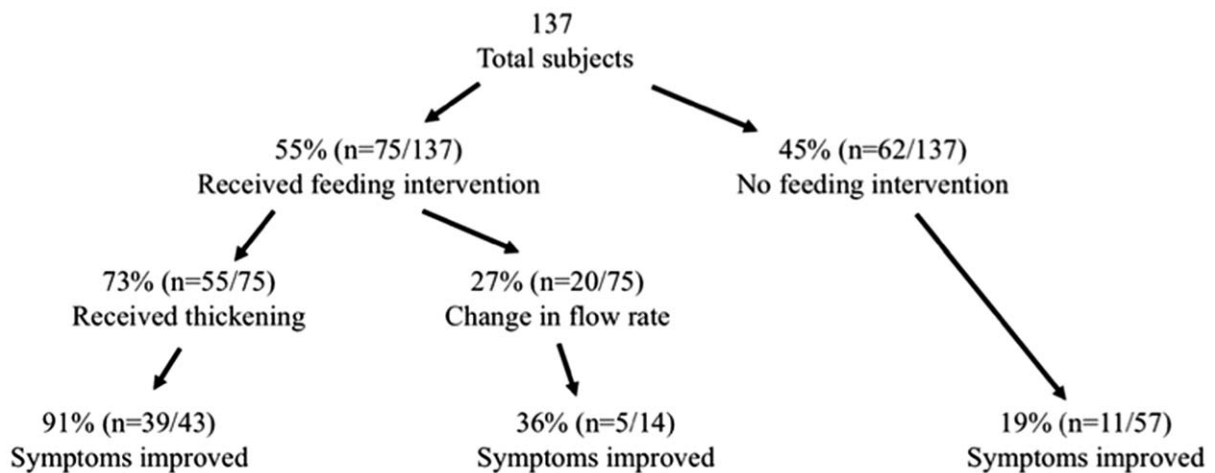 137
Total subjects
55% (n=75/137)
Received feeding intervention
45% (n=62/137)
No feeding intervention
73% (n=55/75)
Received thickening
27% (n=20/75)
Change in flow rate
91% (n=39/43)
Symptoms improved
36% (n=5/14)
Symptoms improved
19% (n=11/57)
Symptoms improved